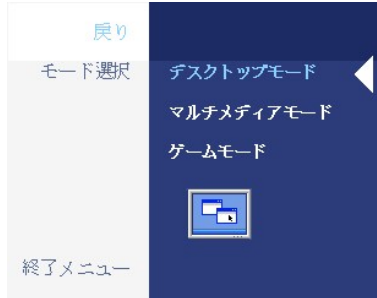 戻り
モード選択
デスクトップモード
マルチメディアモード
ゲームモード
終了メニュー